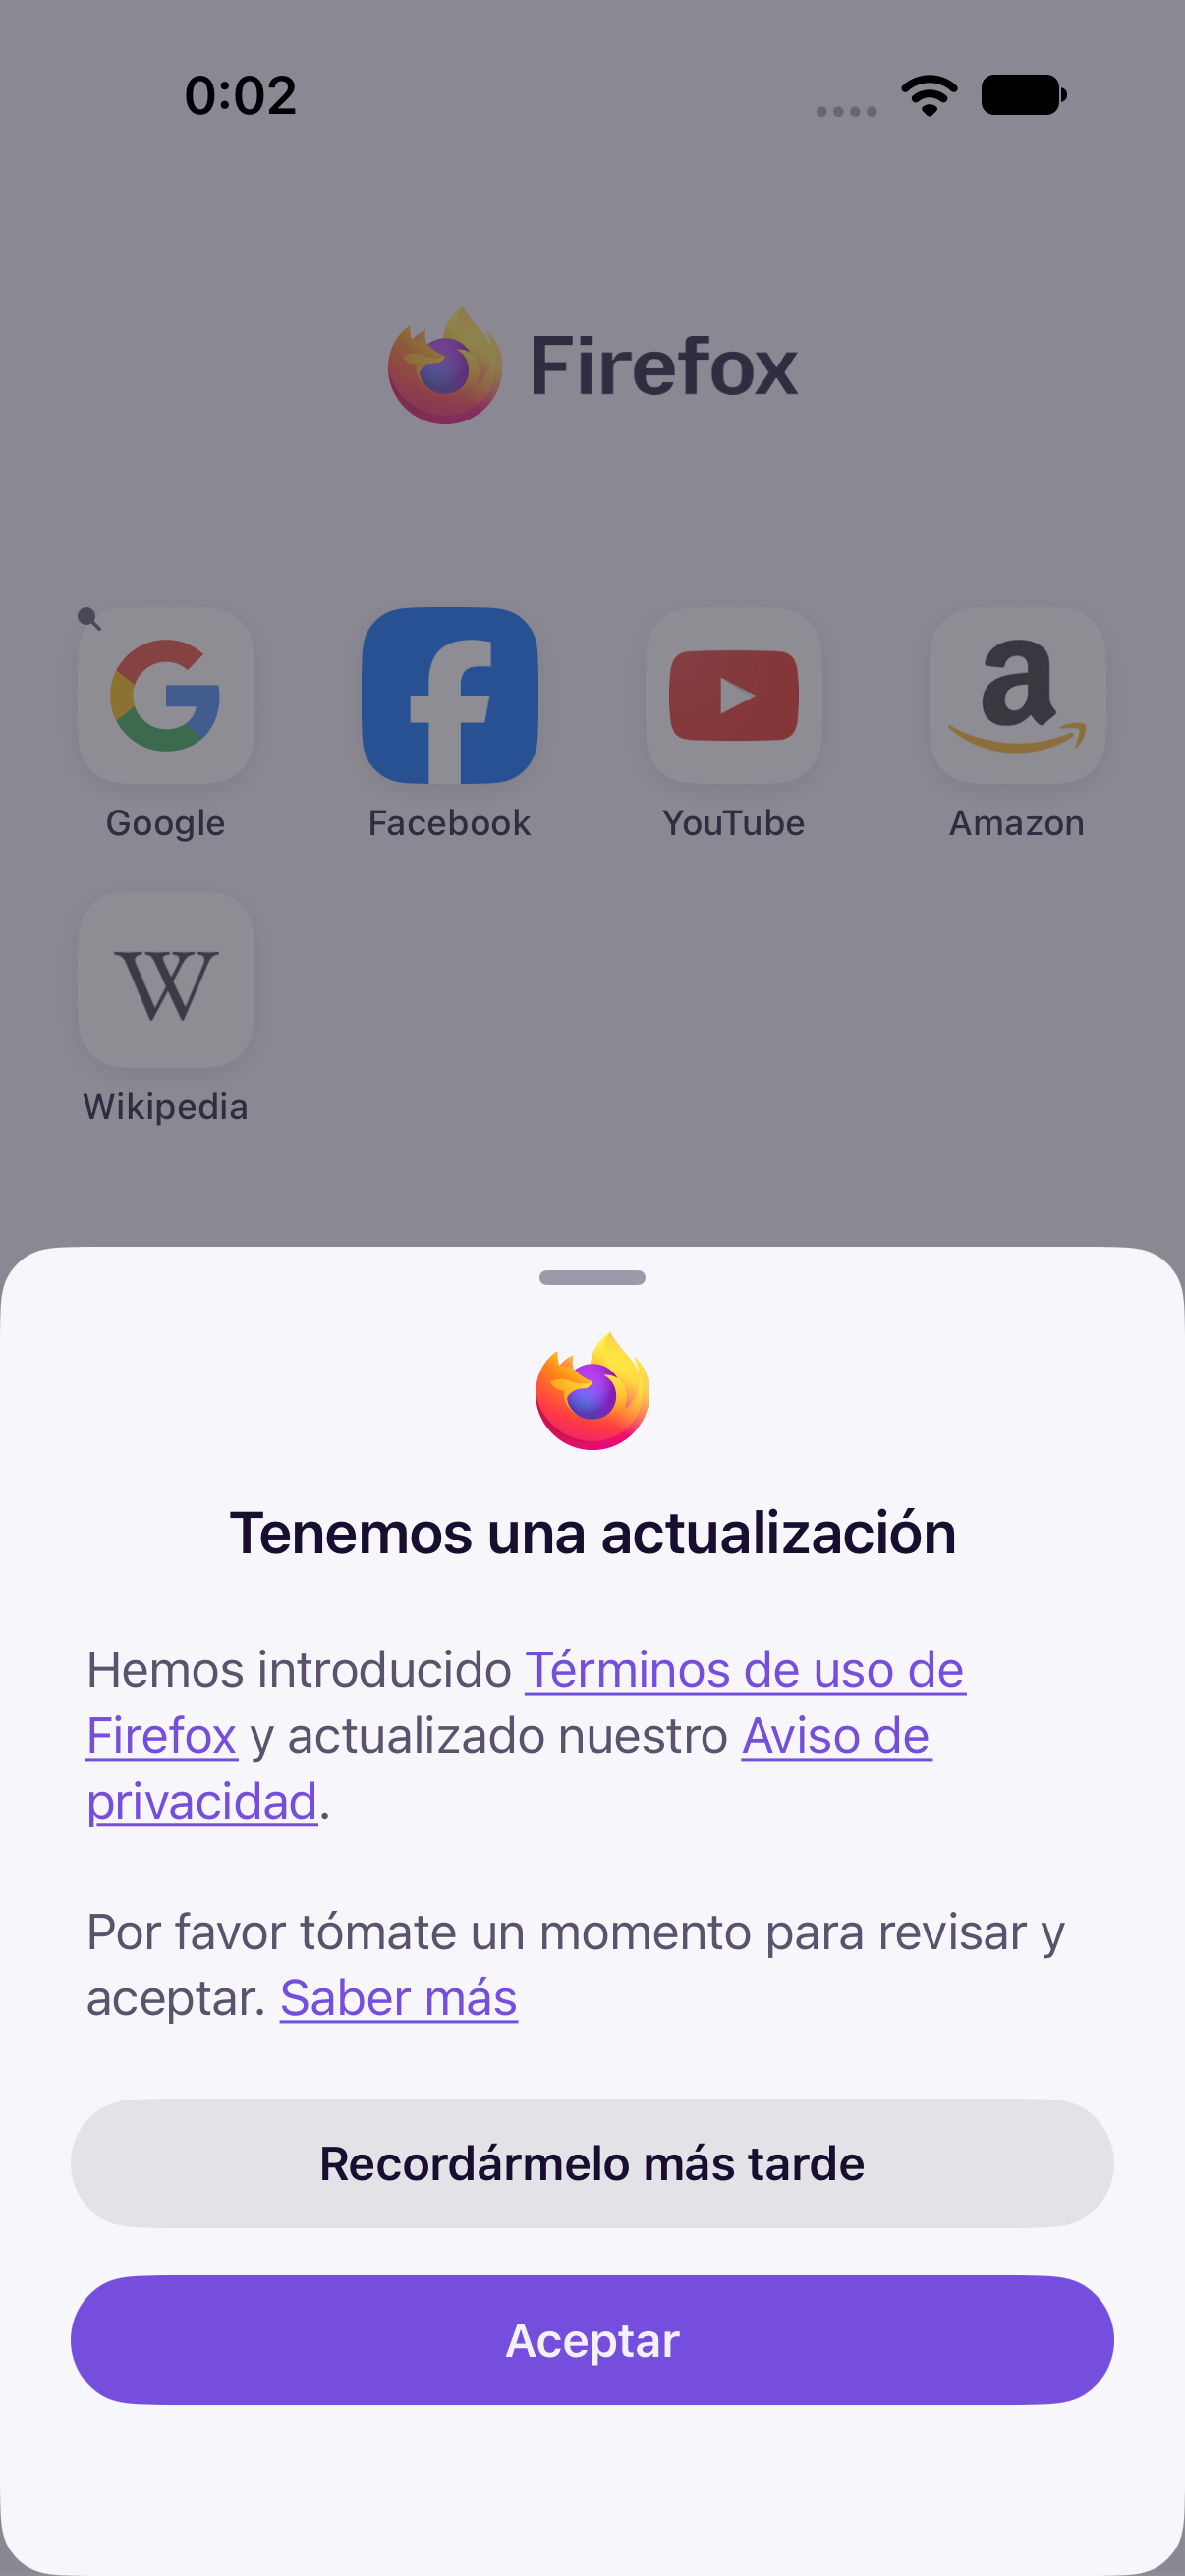 0:02
Firefox
Google Facebook YouTube Amazon
Wikipedia
Tenemos una actualización
Hemos introducido Términos de uso de
Firefox y actualizado nuestro Aviso de
privacidad.
Por favor tómate un momento para revisar y
aceptar. Saber más
Recordármelo más tarde
Aceptar